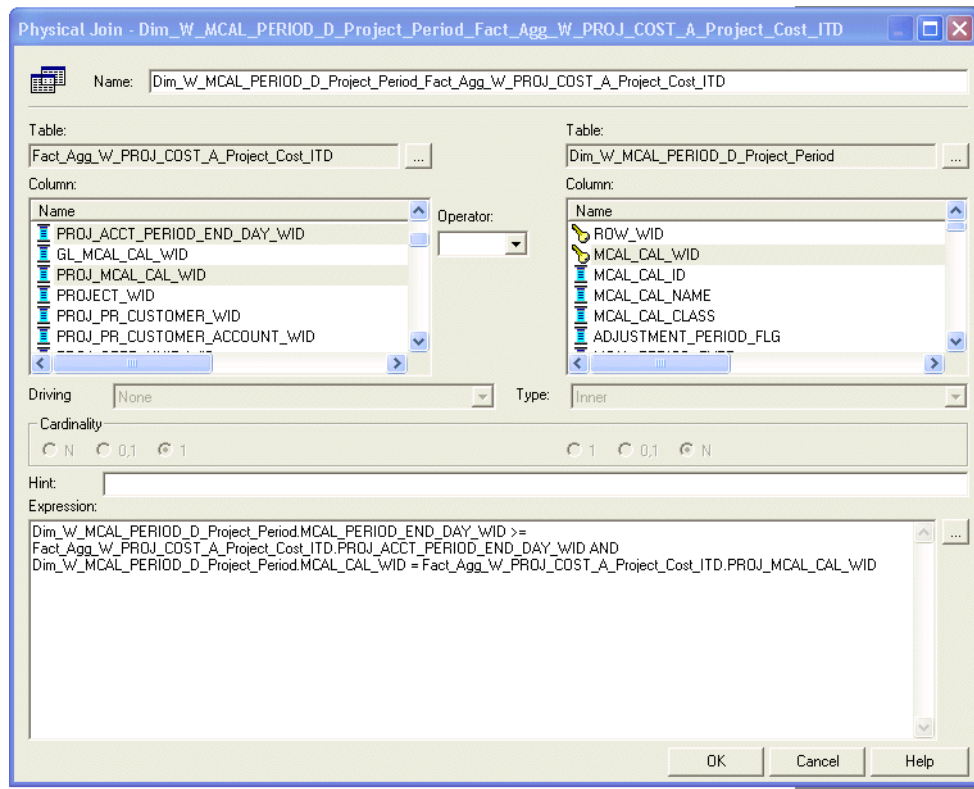 Physical Join - Dim_W_MCAL_PERIOD_D_Project_Period_Fact_Agg_W_PROJ_COST_A_Project_Cost_ITD
Name: Dim_W_MCAL_PERIOD_D_Project_Period_Fact_Agg_W_PROJ_COST_A_Project_Cost_ITD
Table: Table:
Fact_Agg_W_PROJ_COST_A_Project_Cost_ITD ... Dim_W_MCAL_PERIOD_D_Project_Period ...
Column: Column:
Name Operator: Name
PROJ_ACCT_PERIOD_END_DAY_WID ROW_WID
GL_MCAL_CAL_WID MCAL_CAL_WID
PROJ_MCAL_CAL_WID MCAL_CAL_ID
PROJECT_WID MCAL_CAL_NAME
PROJ_PR_CUSTOMER_WID MCAL_CAL_CLASS
PROJ_PR_CUSTOMER_ACCOUNT_WID ADJUSTMENT_PERIOD_FLG
Driving None Type: Inner
Cardinality
N 0,1 1 1 0,1 N
Hint:
Expression:
Dim_W_MCAL_PERIOD_D_Project_Period.MCAL_PERIOD_END_DAY_WID >=
Fact_Agg_W_PROJ_COST_A_Project_Cost_ITD.PROJ_ACCT_PERIOD_END_DAY_WID AND
Dim_W_MCAL_PERIOD_D_Project_Period.MCAL_CAL_WID = Fact_Agg_W_PROJ_COST_A_Project_Cost_ITD.PROJ_MCAL_CAL_WID
...
OK Cancel Help